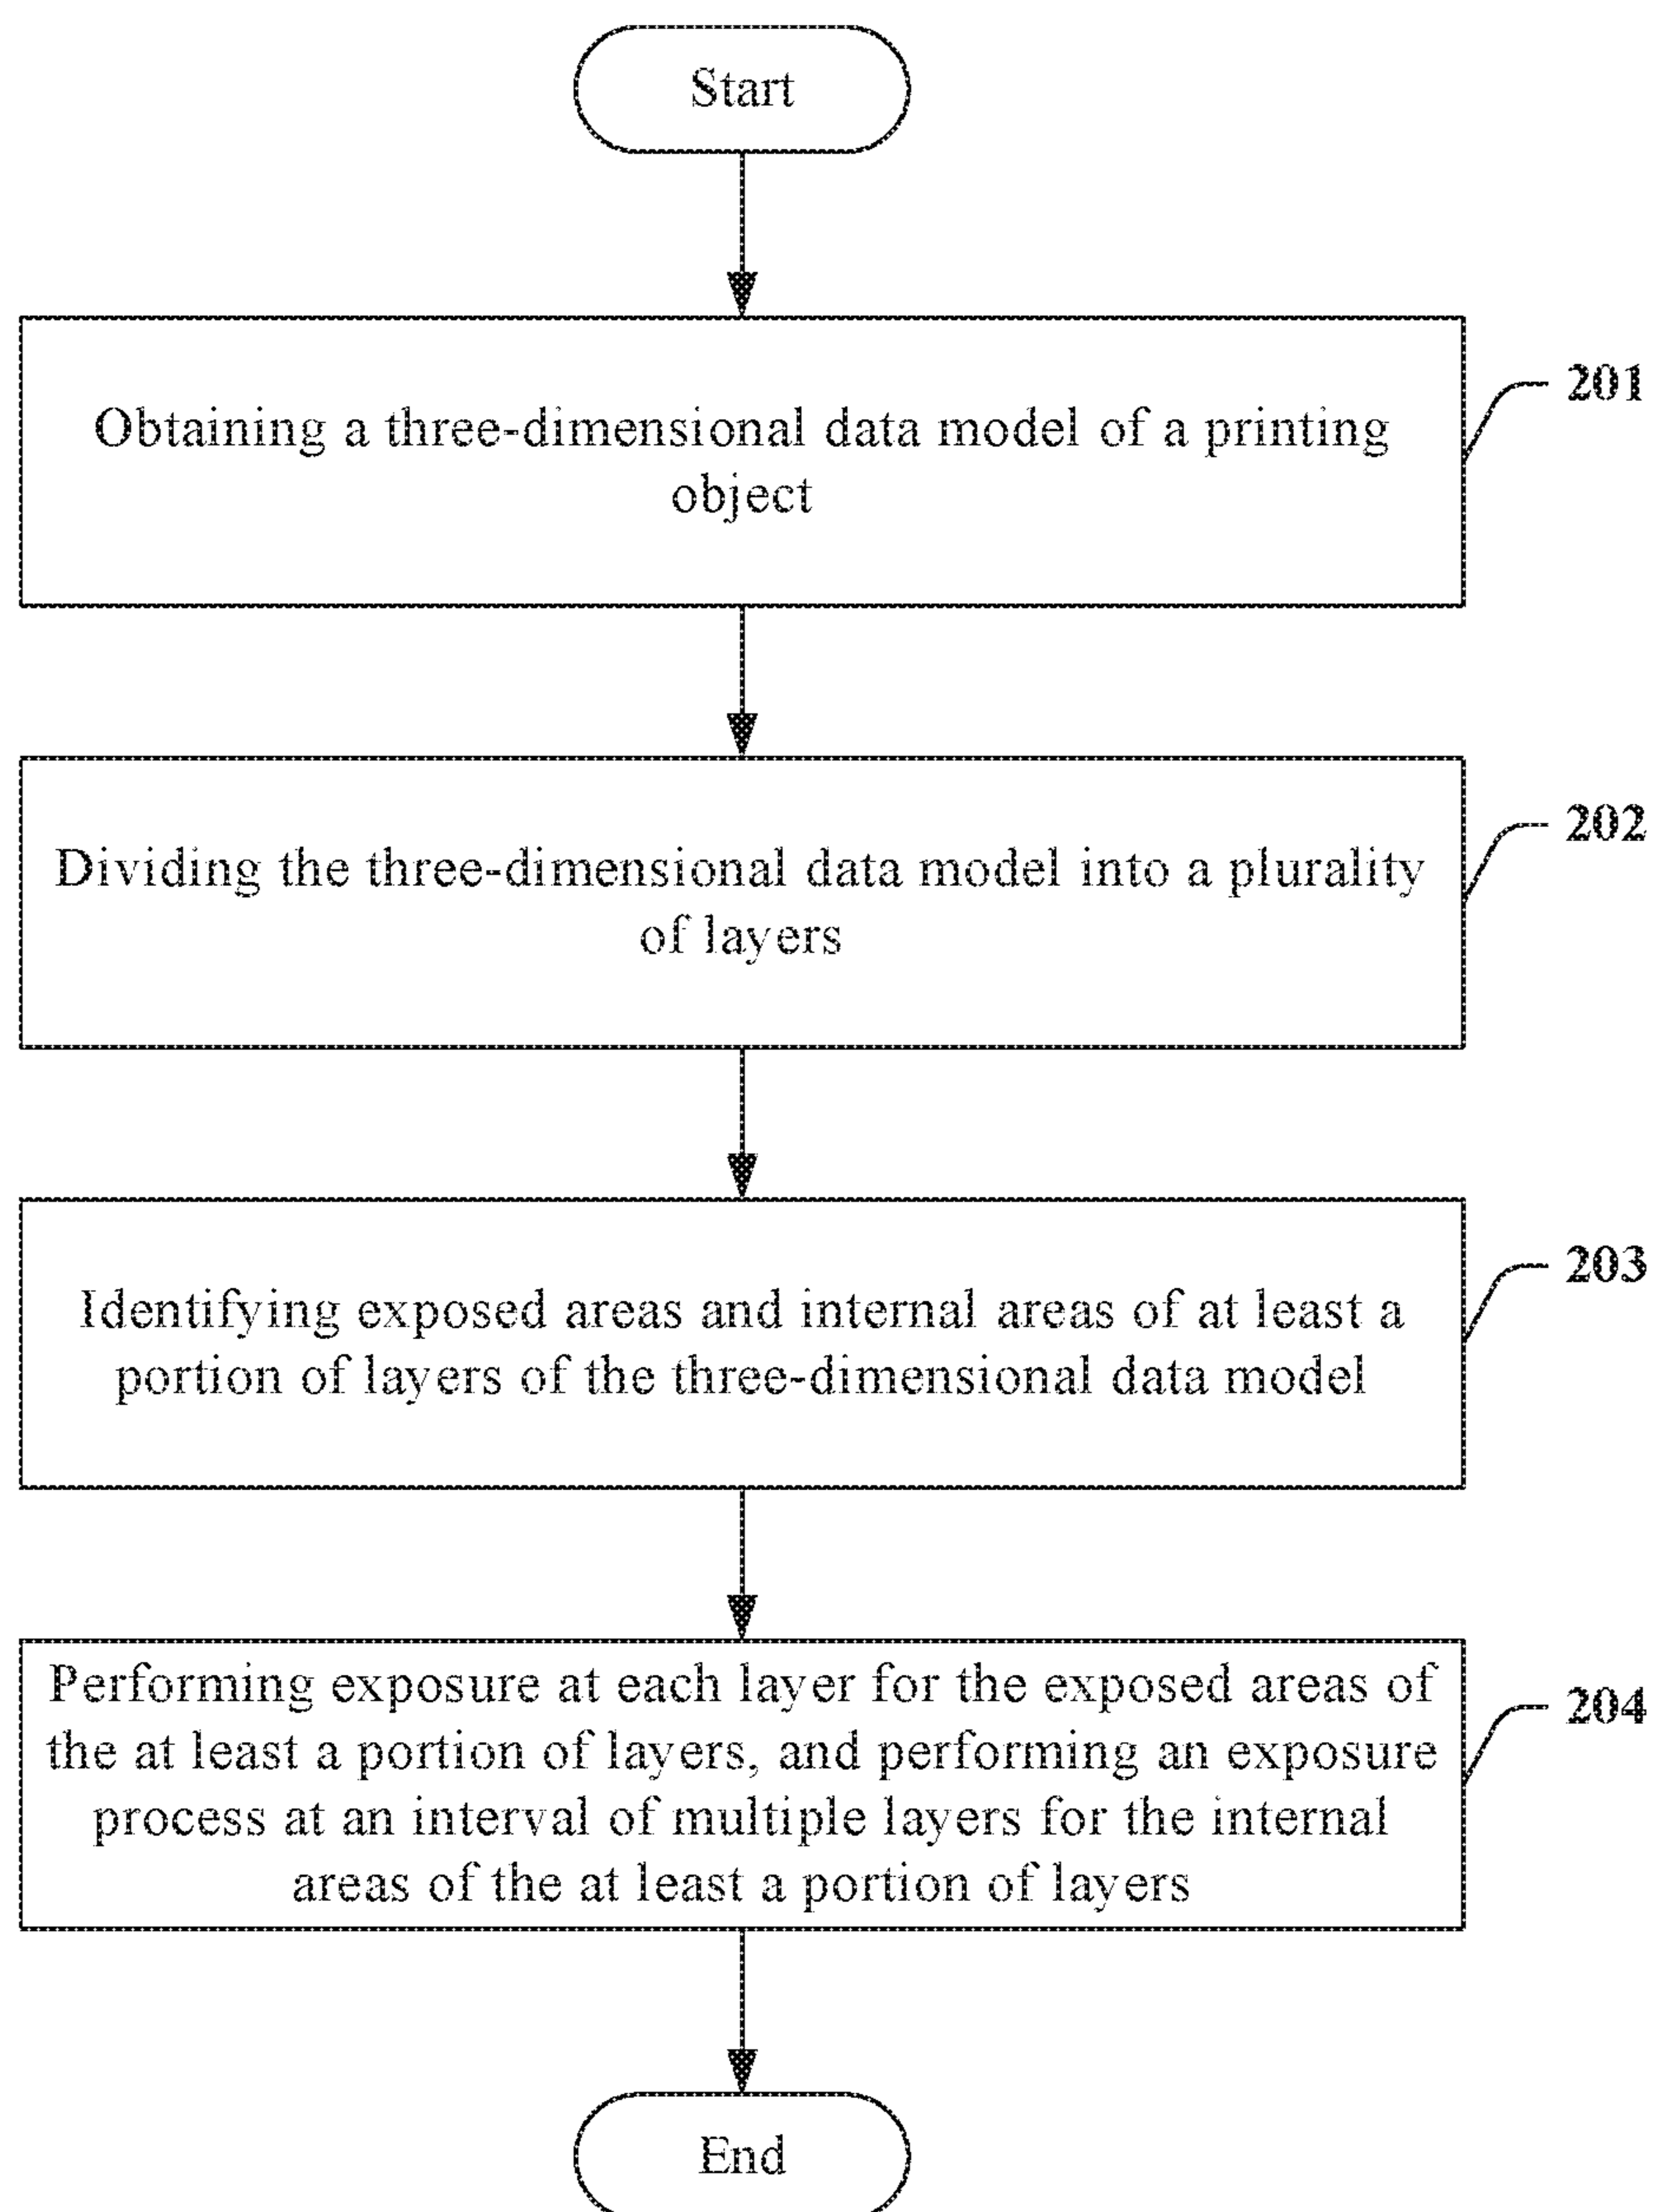 Start
Obtaining a three-dimensional data model of a printing
object
201
Dividing the three-dimensional data model into a plurality
of layers
202
Identifying exposed areas and internal areas of at least a
portion of layers of the three-dimensional data model
203
Performing exposure at each layer for the exposed areas of
the at least a portion of layers, and performing an exposure
process at an interval of multiple layers for the internal
areas of the at least a portion of layers
204
End